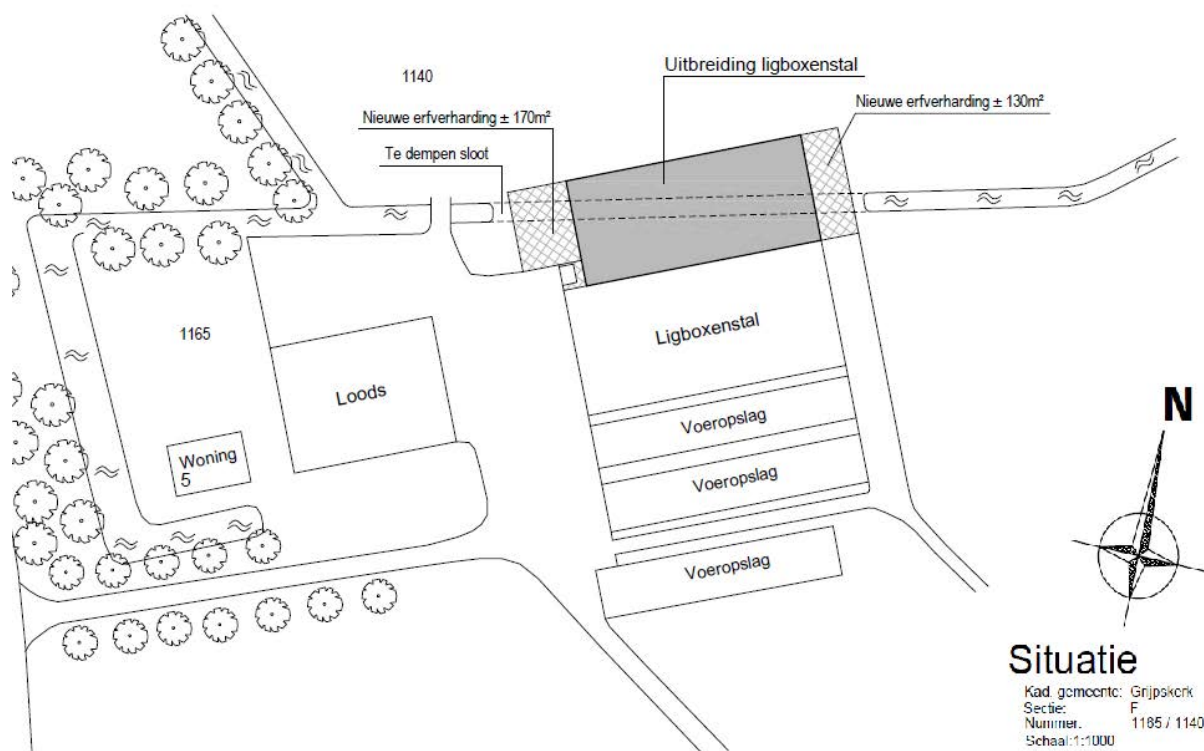 Uitbreiding ligboxenstal
1140
Nieuwe erfverharding ± 130m²
Nieuwe erfverharding ± 170m²
Te dempen sloot
1165
Ligboxenstal
Loods
Voeropslag
Woning
5
Voeropslag
Voeropslag
N
Situatie
Kad. gemeente: Grijpskerk
Sectie: F
Nummer: 1165 / 1140
Schaal:1:1000